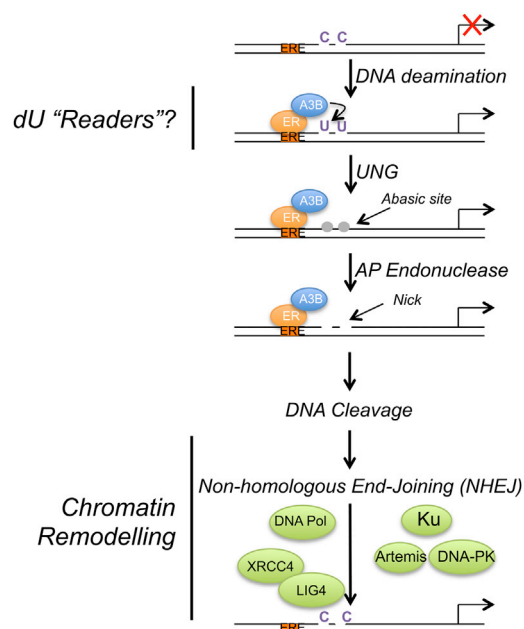 C C
ERE
DNA deamination
dU "Readers"?
A3B
ER
U U
ERE
UNG
A3B
Abasic site
ER
ERE
AP Endonuclease
A3B
Nick
ER
ERE
DNA Cleavage
Non-homologous End-Joining (NHEJ)
Chromatin
Remodelling
DNA Pol
Ku
XRCC4
Artemis
DNA-PK
LIG4
C C
ERE